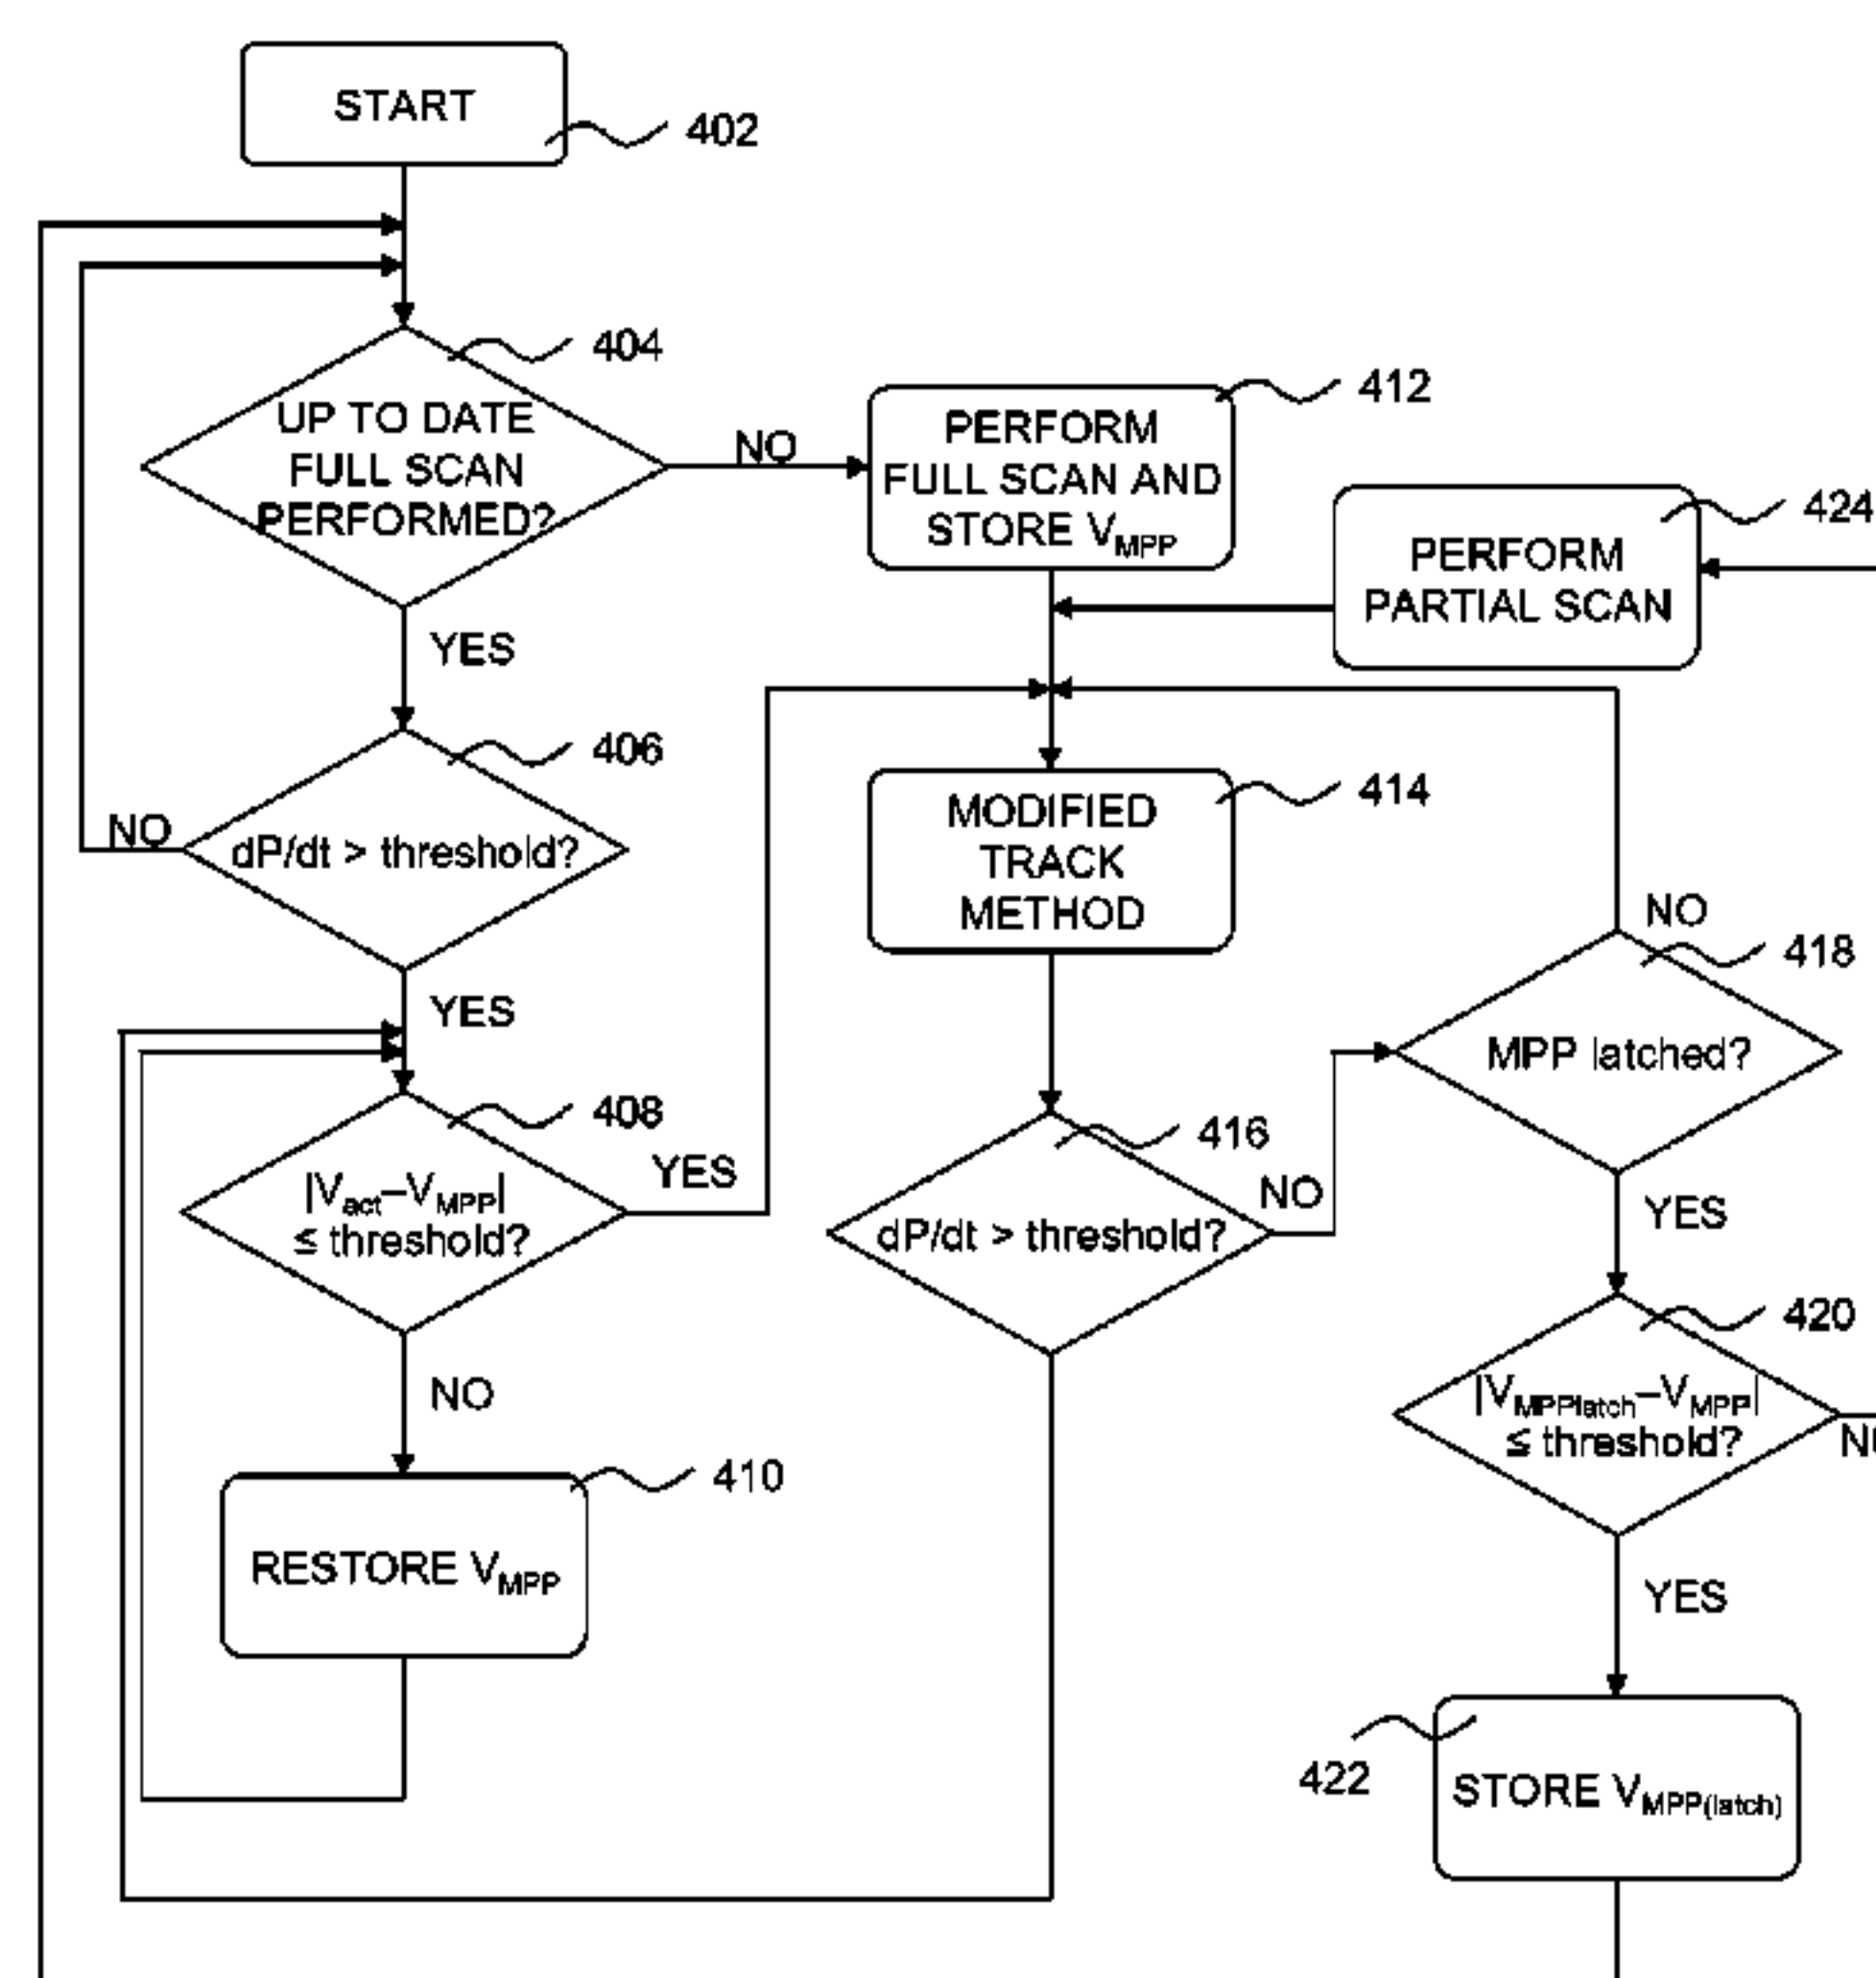 START
402
404
UP TO DATE
FULL SCAN
PERFORMED?
NO
412
PERFORM
FULL SCAN AND
STORE VMPP
424
PERFORM
PARTIAL SCAN
YES
406
dP/dt > threshold?
NO
YES
414
MODIFIED
TRACK
METHOD
408
|Vact–VMPP|
≤ threshold?
YES
NO
410
RESTORE VMPP
416
dP/dt > threshold?
NO
NO
418
MPP latched?
YES
420
|VMPPlatch–VMPP|
≤ threshold?
YES
422
STORE VMPP(latch)